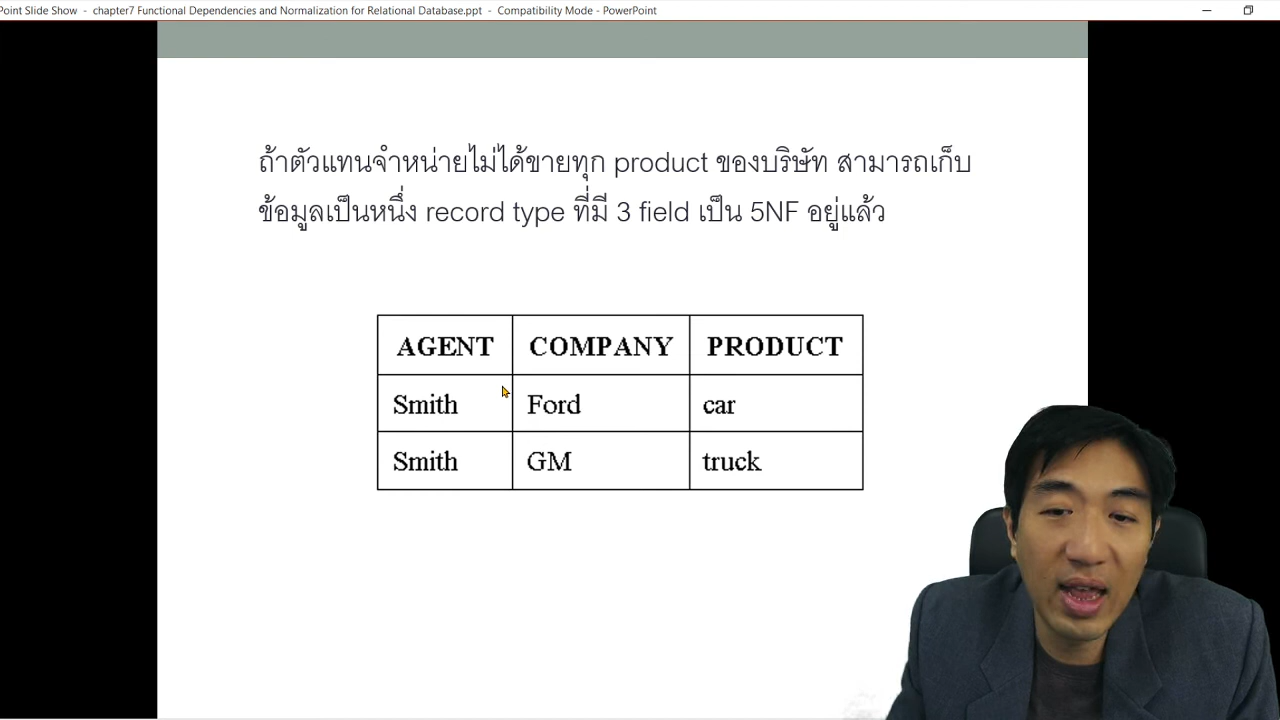 Point Slide Show - chapter7 Functional Dependencies and Normalization for Relational Database.ppt - Compatibility Mode - PowerPoint
ถ้าตัวแทนจำหน่ายไม่ได้ขายทุก product ของบริษัท สามารถเก็บ
ข้อมูลเป็นหนึ่ง record type ที่มี 3 field เป็น 5NF อยู่แล้ว
AGENT COMPANY PRODUCT
Smith Ford car
Smith GM truck